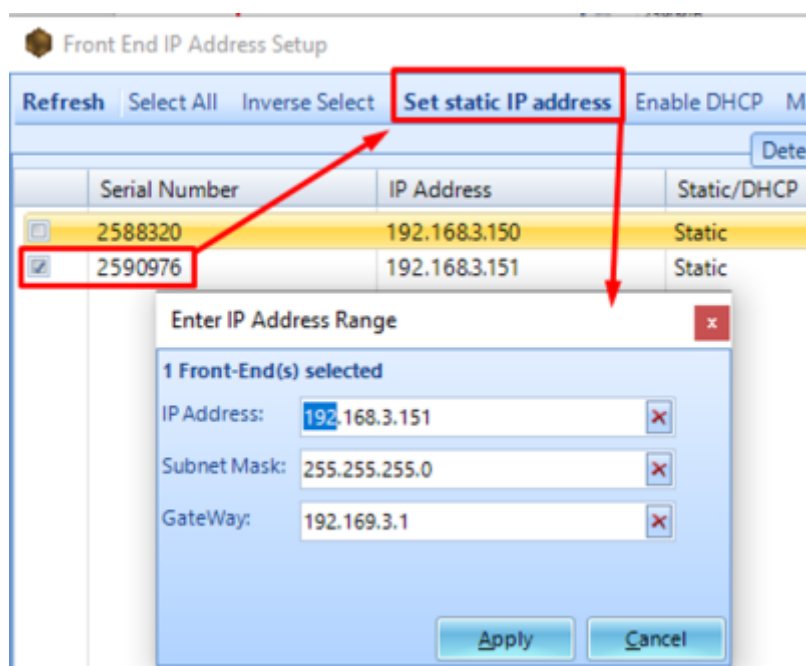 Front End IP Address Setup
Refresh Select All Inverse Select Set static IP address Enable DHCP M
Dete
Serial Number IP Address Static/DHCP
2588320 192.168.3.150 Static
2590976 192.168.3.151 Static
Enter IP Address Range
x
1 Front-End(s) selected
IP Address: 192.168.3.151
Subnet Mask: 255.255.255.0
GateWay: 192.169.3.1
Apply Cancel